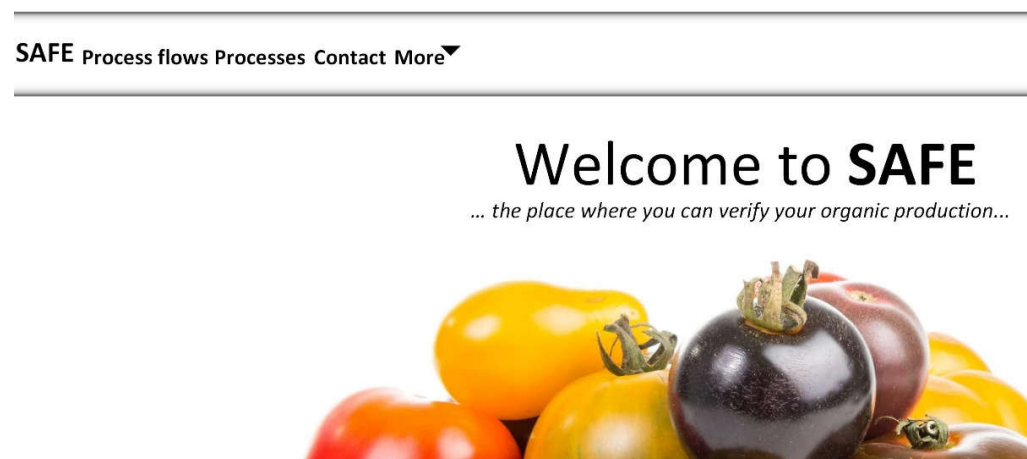 SAFE Process flows Processes Contact More
Welcome to SAFE
... the place where you can verify your organic production...